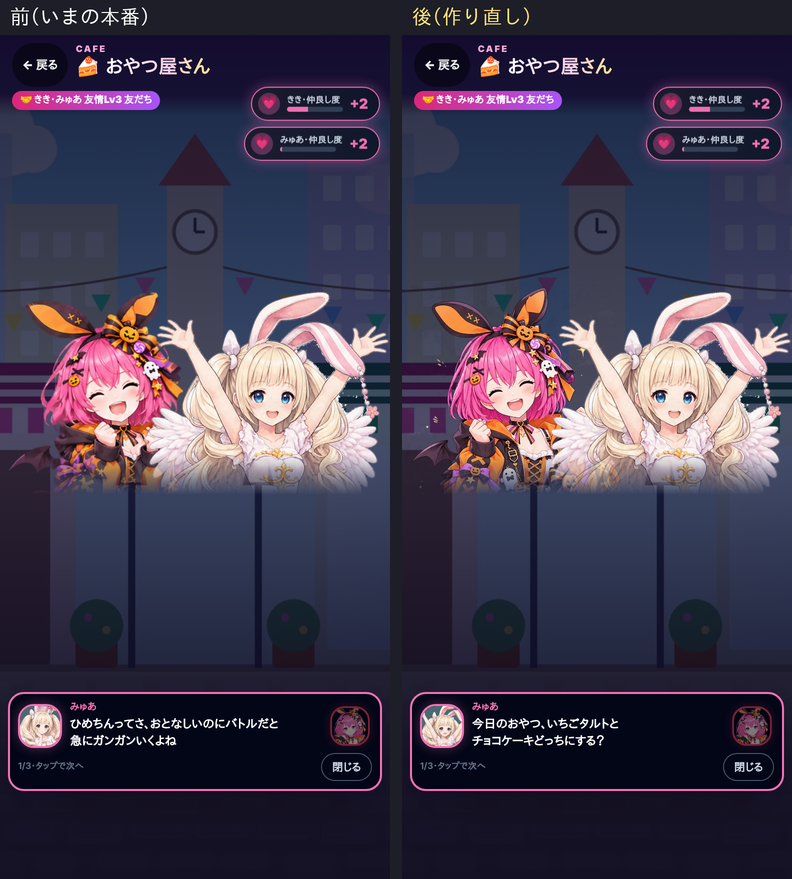 前(いまの本番)
CAFE
← 戻る
🍰 おやつ屋さん
🤝 きき・みゅあ 友情Lv3 友だち
きき・仲良し度 +2
みゅあ・仲良し度 +2
みゅあ
ひめちんってさ、おとなしいのにバトルだと
急にガンガンいくよね
1/3・タップで次へ
閉じる
後(作り直し)
CAFE
← 戻る
🍰 おやつ屋さん
🤝 きき・みゅあ 友情Lv3 友だち
きき・仲良し度 +2
みゅあ・仲良し度 +2
みゅあ
今日のおやつ、いちごタルトと
チョコケーキどっちにする?
1/3・タップで次へ
閉じる